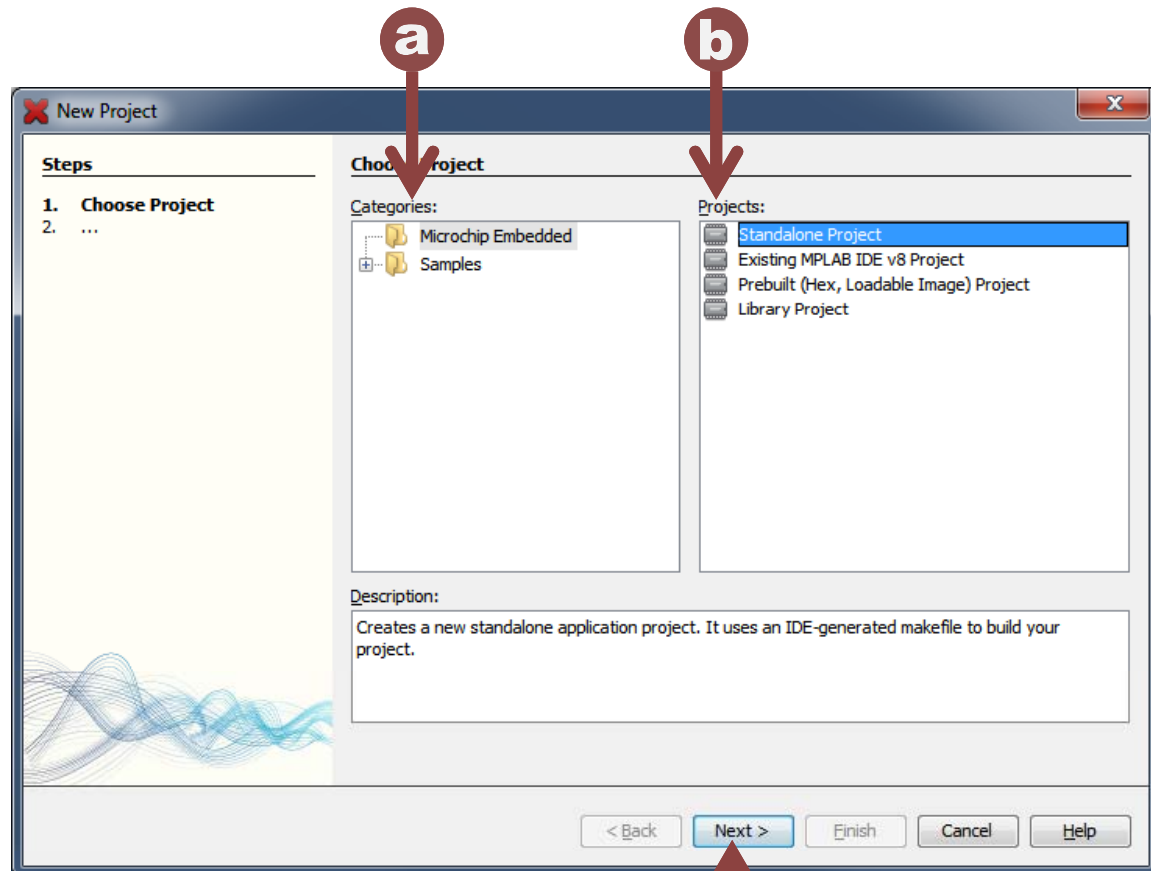 a
b
New Project
x
Steps
1. Choose Project
2. ...
Choose Project
Categories:
Microchip Embedded
Samples
Projects:
Standalone Project
Existing MPLAB IDE v8 Project
Prebuilt (Hex, Loadable Image) Project
Library Project
Description:
Creates a new standalone application project. It uses an IDE-generated makefile to build your
project.
< Back
Next >
Finish
Cancel
Help